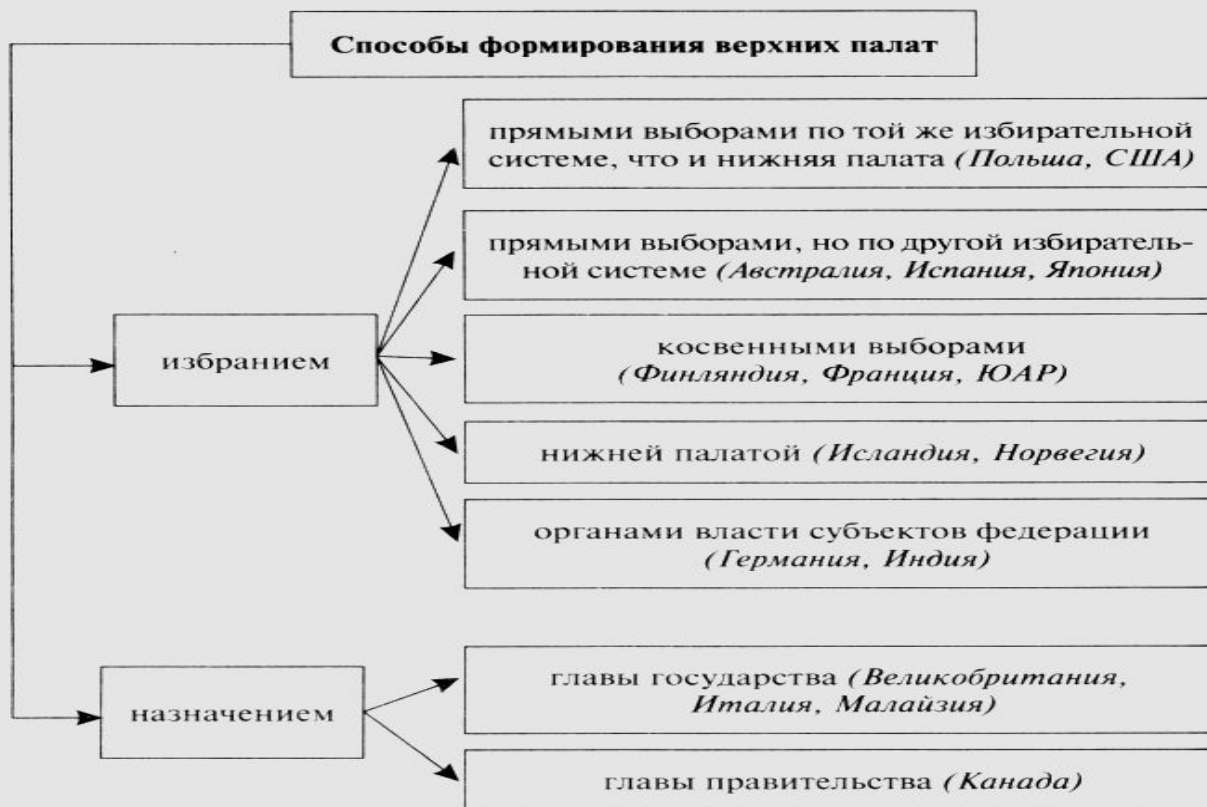 Способы формирования верхних палат
прямыми выборами по той же избирательной
системе, что и нижняя палата (Польша, США)
прямыми выборами, но по другой избиратель-
ной системе (Австралия, Испания, Япония)
избранием
косвенными выборами
(Финляндия, Франция, ЮАР)
нижней палатой (Исландия, Норвегия)
органами власти субъектов федерации
(Германия, Индия)
назначением
главы государства (Великобритания,
Италия, Малайзия)
главы правительства (Канада)